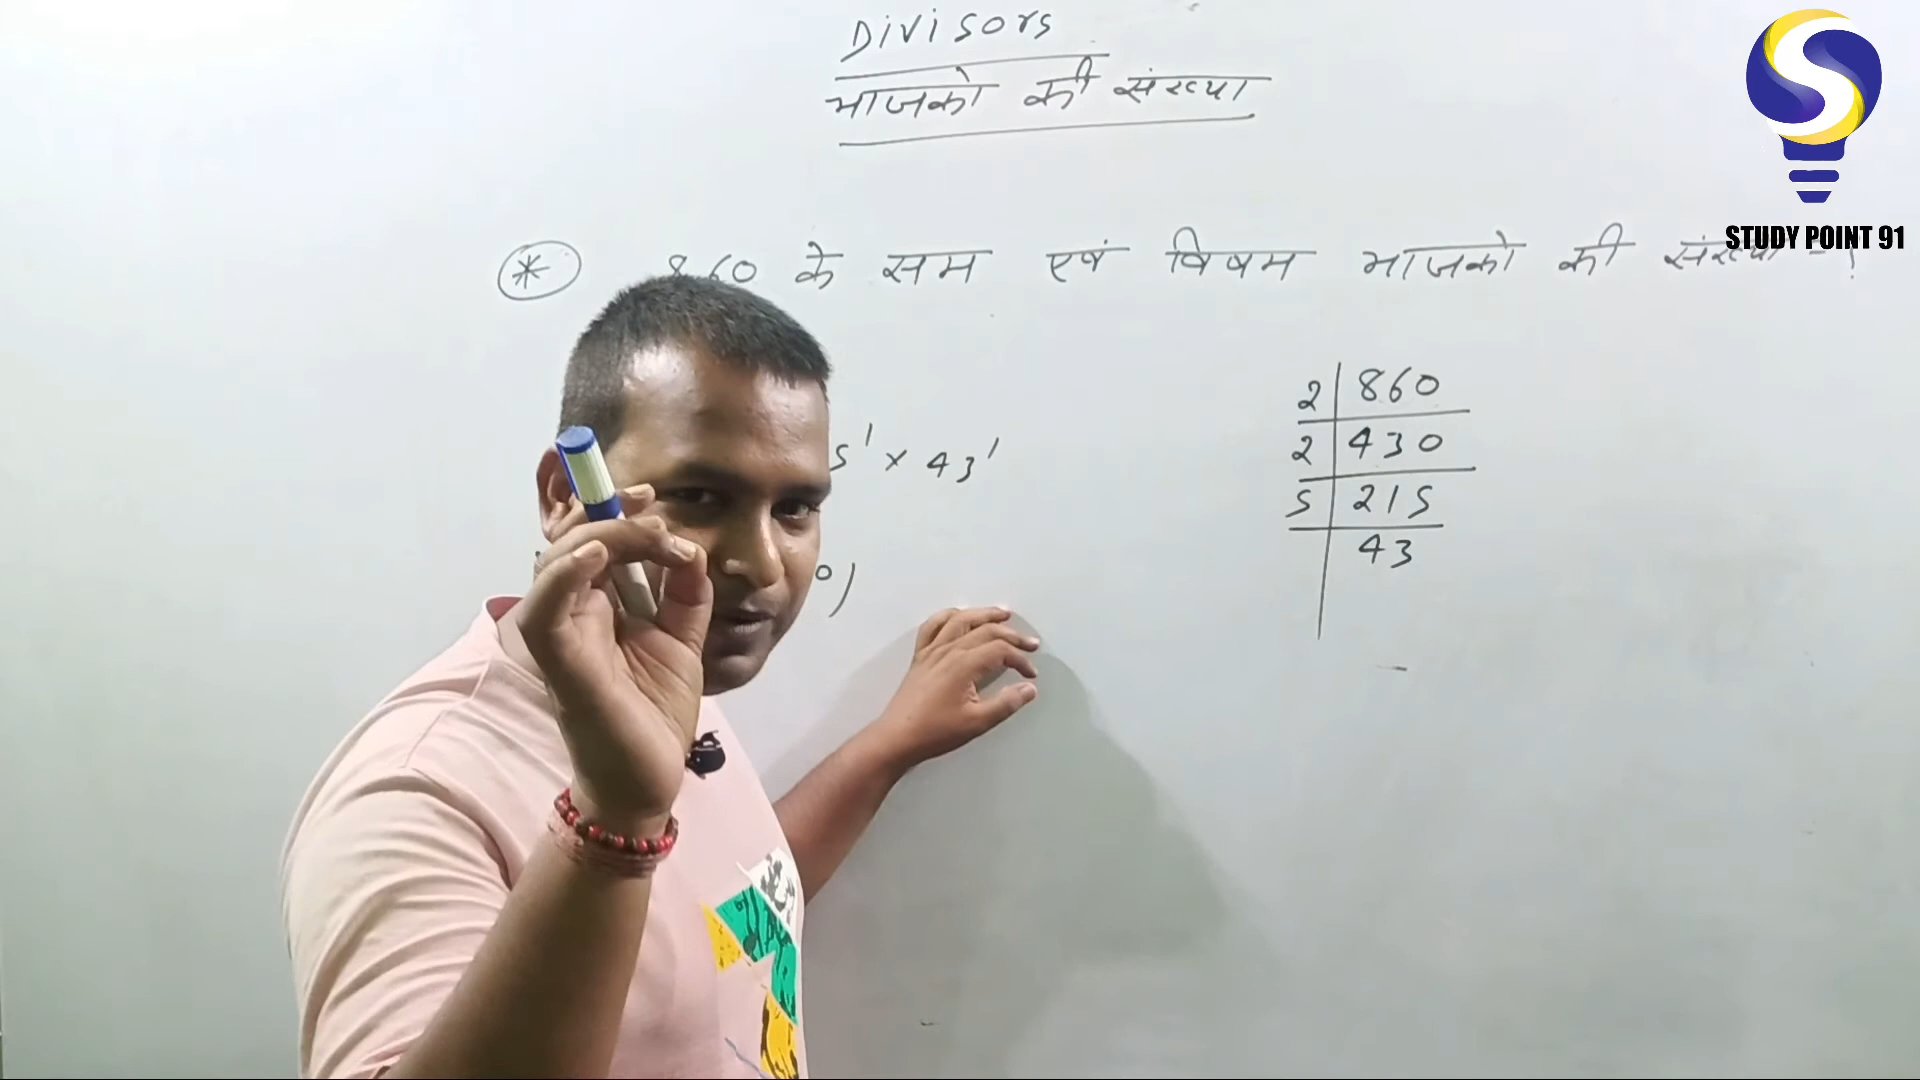 Divisors
भाजको की संख्या
STUDY POINT 91
* 860 के सम एवं विषम भाजको की संख्या = ?
5¹ × 43¹
0)
2 | 860
2 | 430
5 | 215
43